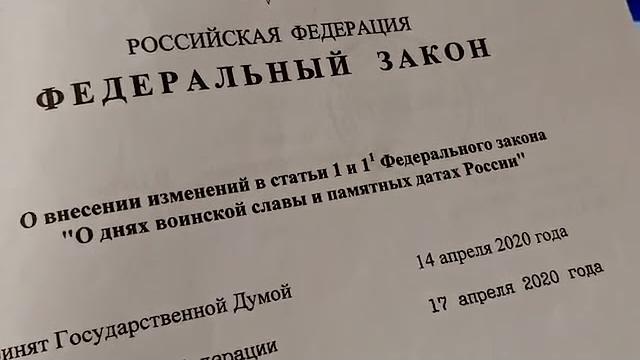 РОССИЙСКАЯ ФЕДЕРАЦИЯ
ФЕДЕРАЛЬНЫЙ ЗАКОН
О внесении изменений в статьи 1 и 1¹ Федерального закона
"О днях воинской славы и памятных датах России"
инят Государственной Думой 14 апреля 2020 года
17 апреля 2020 года
дерации